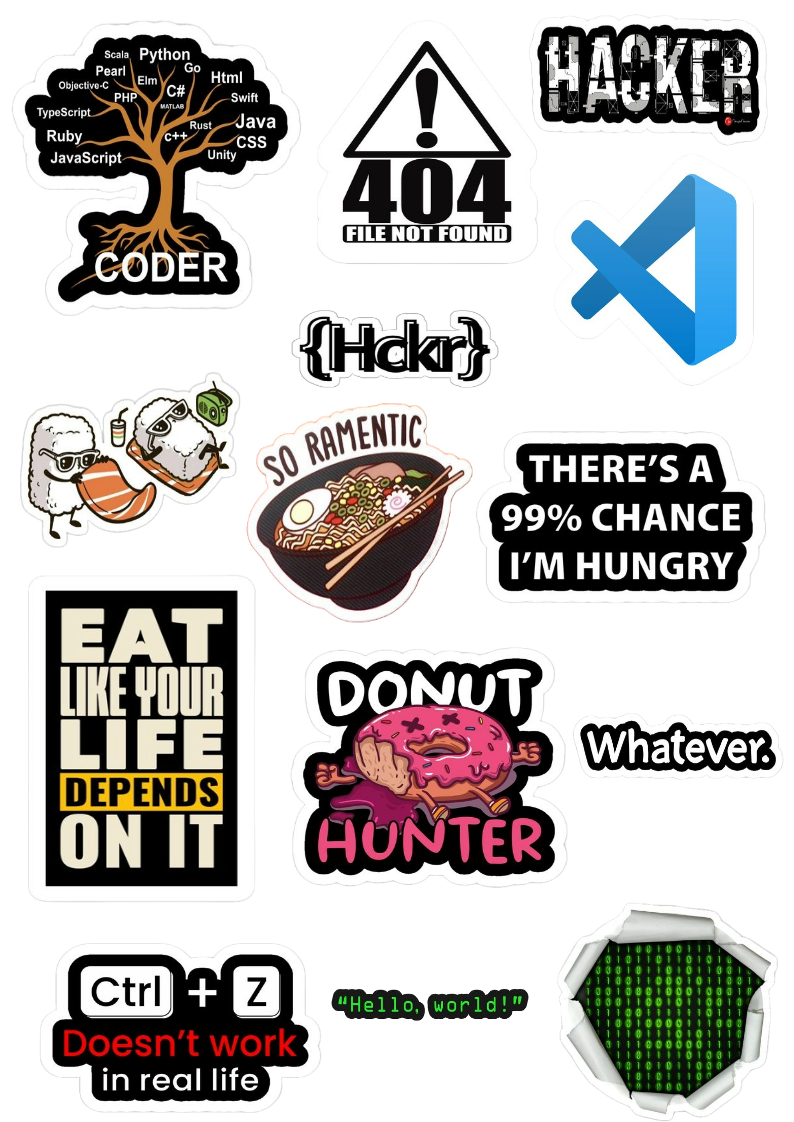 Scala Python
Pearl Elm Go
Objective-C C# Html
PHP MATLAB Swift
TypeScript Rust Java
Ruby c++ CSS
JavaScript Unity
CODER
!
404
FILE NOT FOUND
HACKER
{Hckr}
SO RAMENTIC
THERE'S A
99% CHANCE
I'M HUNGRY
EAT
LIKE YOUR
LIFE
DEPENDS
ON IT
DONUT
HUNTER
Whatever.
Ctrl + Z
Doesn't work
in real life
"Hello, world!"